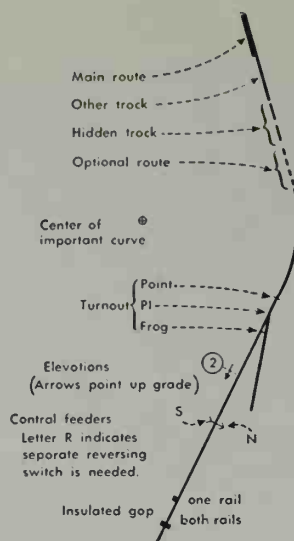 Main route
Other trock
Hidden trock
Optional route
Center of
important curve
Turnout
Point
PI
Frog
Elevotions
2
(Arrows point up grade)
Control feeders
S
N
Letter R indicates
seporate reversing
switch is needed.
Insulated gop
one rail
both rails